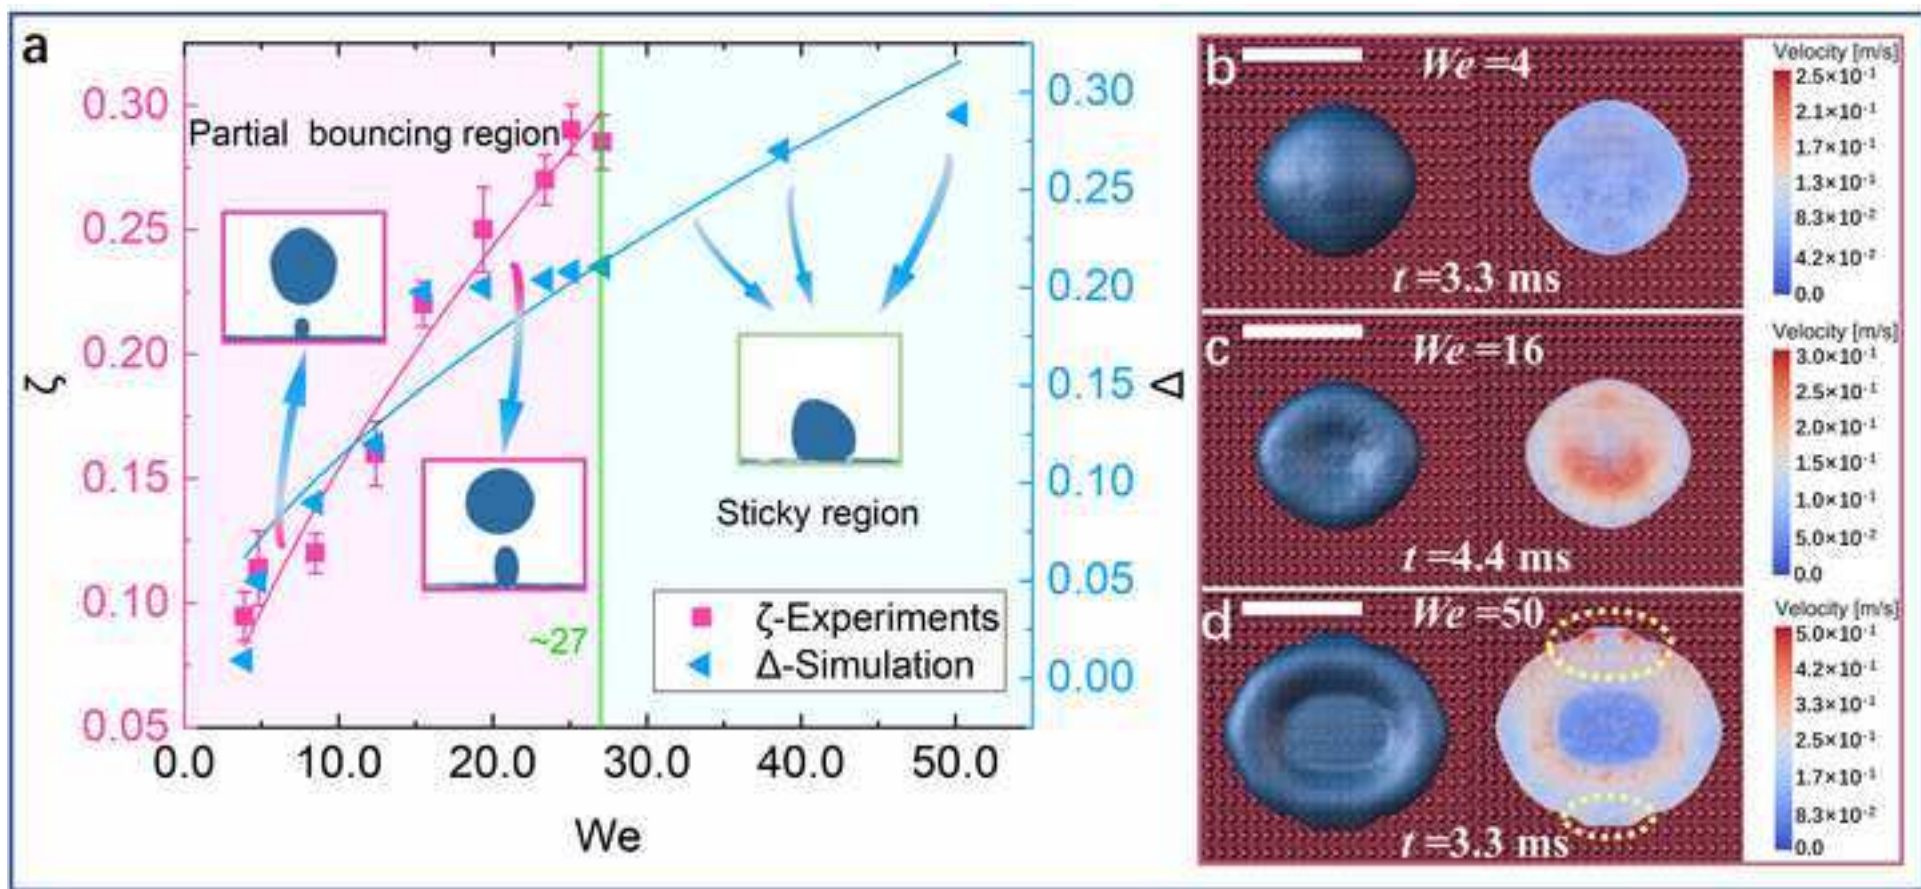 a
0.30
0.25
0.20
0.15
0.10
0.05
ζ
Partial bouncing region
Sticky region
~27
ζ-Experiments
Δ-Simulation
0.30
0.25
0.20
0.15
0.10
0.05
0.00
Δ
0.0 10.0 20.0 30.0 40.0 50.0
We
b
We =4
t =3.3 ms
Velocity [m/s]
2.5×10⁻¹
2.1×10⁻¹
1.7×10⁻¹
1.3×10⁻¹
8.3×10⁻²
4.2×10⁻²
0.0
c
We =16
t =4.4 ms
Velocity [m/s]
3.0×10⁻¹
2.5×10⁻¹
2.0×10⁻¹
1.5×10⁻¹
1.0×10⁻¹
5.0×10⁻²
0.0
d
We =50
t =3.3 ms
Velocity [m/s]
5.0×10⁻¹
4.2×10⁻¹
3.3×10⁻¹
2.5×10⁻¹
1.7×10⁻¹
8.3×10⁻²
0.0